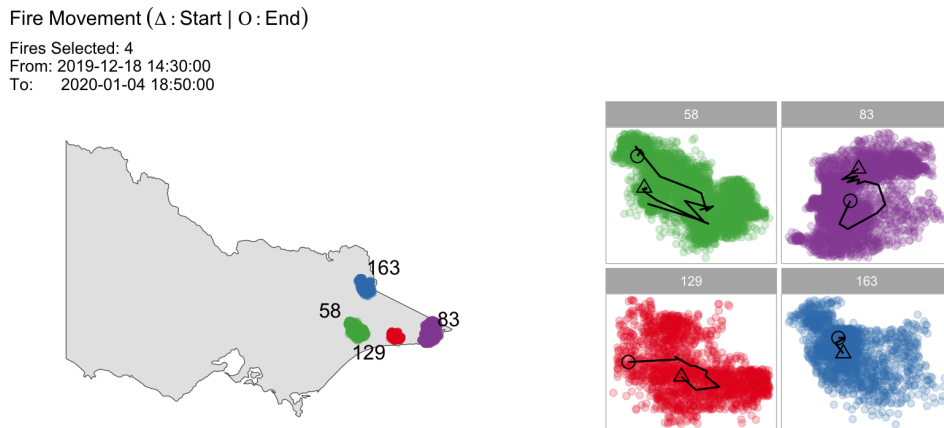 Fire Movement (Δ : Start | O : End)
Fires Selected: 4
From: 2019-12-18 14:30:00
To: 2020-01-04 18:50:00
58
83
163
58
83
129
129
163